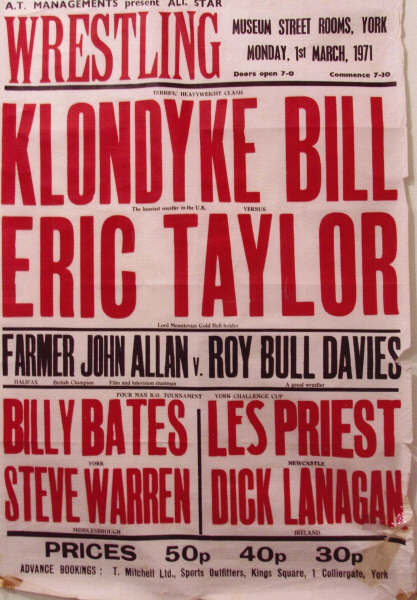 A.T. MANAGEMENTS present ALL STAR
WRESTLING
MUSEUM STREET ROOMS, YORK
MONDAY, 1st MARCH, 1971
Doors open 7-0 Commence 7-30
TERRIFIC HEAVYWEIGHT CLASH
KLONDYKE BILL
The heaviest wrestler in the U.K. VERSUS
ERIC TAYLOR
Lord Mountevans Gold Belt holder
FARMER JOHN ALLAN v. ROY BULL DAVIES
HALIFAX British Champion Film and television stuntman A great wrestler
FOUR MAN K.O. TOURNAMENT YORK CHALLENGE CUP
BILLY BATES
YORK
STEVE WARREN
MIDDLESBROUGH
LES PRIEST
NEWCASTLE
DICK LANAGAN
IRELAND
PRICES 50p 40p 30p
ADVANCE BOOKINGS : T. Mitchell Ltd., Sports Outfitters, Kings Square, 1 Colliergate, York